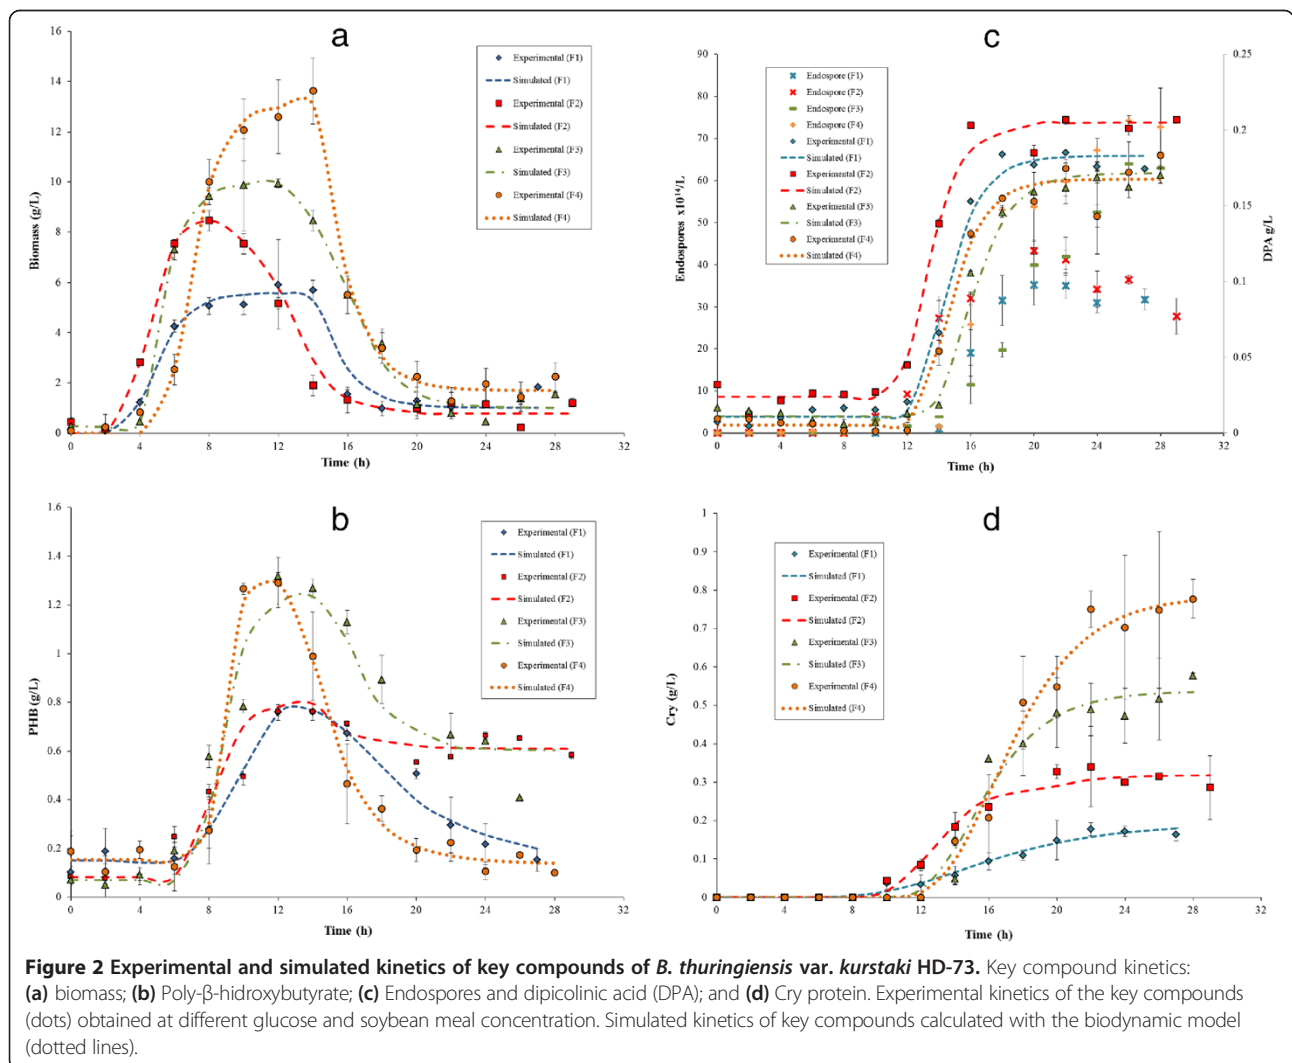 a
16
14
12
10
8
6
4
2
0
Biomass (g/L)
0 4 8 12 16 20 24 28 32
Time (h)
Experimental (F1)
Simulated (F1)
Experimental (F2)
Simulated (F2)
Experimental (F3)
Simulated (F3)
Experimental (F4)
Simulated (F4)
c
90
80
70
60
50
40
30
20
10
0
Endospores x10¹⁴/L
0.25
0.2
0.15
0.1
0.05
0
DPA g/L
0 4 8 12 16 20 24 28 32
Time (h)
Endospore (F1)
Endospore (F2)
Endospore (F3)
Endospore (F4)
Experimental (F1)
Simulated (F1)
Experimental (F2)
Simulated (F2)
Experimental (F3)
Simulated (F3)
Experimental (F4)
Simulated (F4)
b
1.6
1.4
1.2
1
0.8
0.6
0.4
0.2
0
PHB (g/L)
0 4 8 12 16 20 24 28 32
Time (h)
Experimental (F1)
Simulated (F1)
Experimental (F2)
Simulated (F2)
Experimental (F3)
Simulated (F3)
Experimental (F4)
Simulated (F4)
d
1
0.9
0.8
0.7
0.6
0.5
0.4
0.3
0.2
0.1
0
Cry (g/L)
0 4 8 12 16 20 24 28 32
Time (h)
Experimental (F1)
Simulated (F1)
Experimental (F2)
Simulated (F2)
Experimental (F3)
Simulated (F3)
Experimental (F4)
Simulated (F4)
Figure 2 Experimental and simulated kinetics of key compounds of B. thuringiensis var. kurstaki HD-73. Key compound kinetics:
(a) biomass; (b) Poly-β-hidroxybutyrate; (c) Endospores and dipicolinic acid (DPA); and (d) Cry protein. Experimental kinetics of the key compounds
(dots) obtained at different glucose and soybean meal concentration. Simulated kinetics of key compounds calculated with the biodynamic model
(dotted lines).